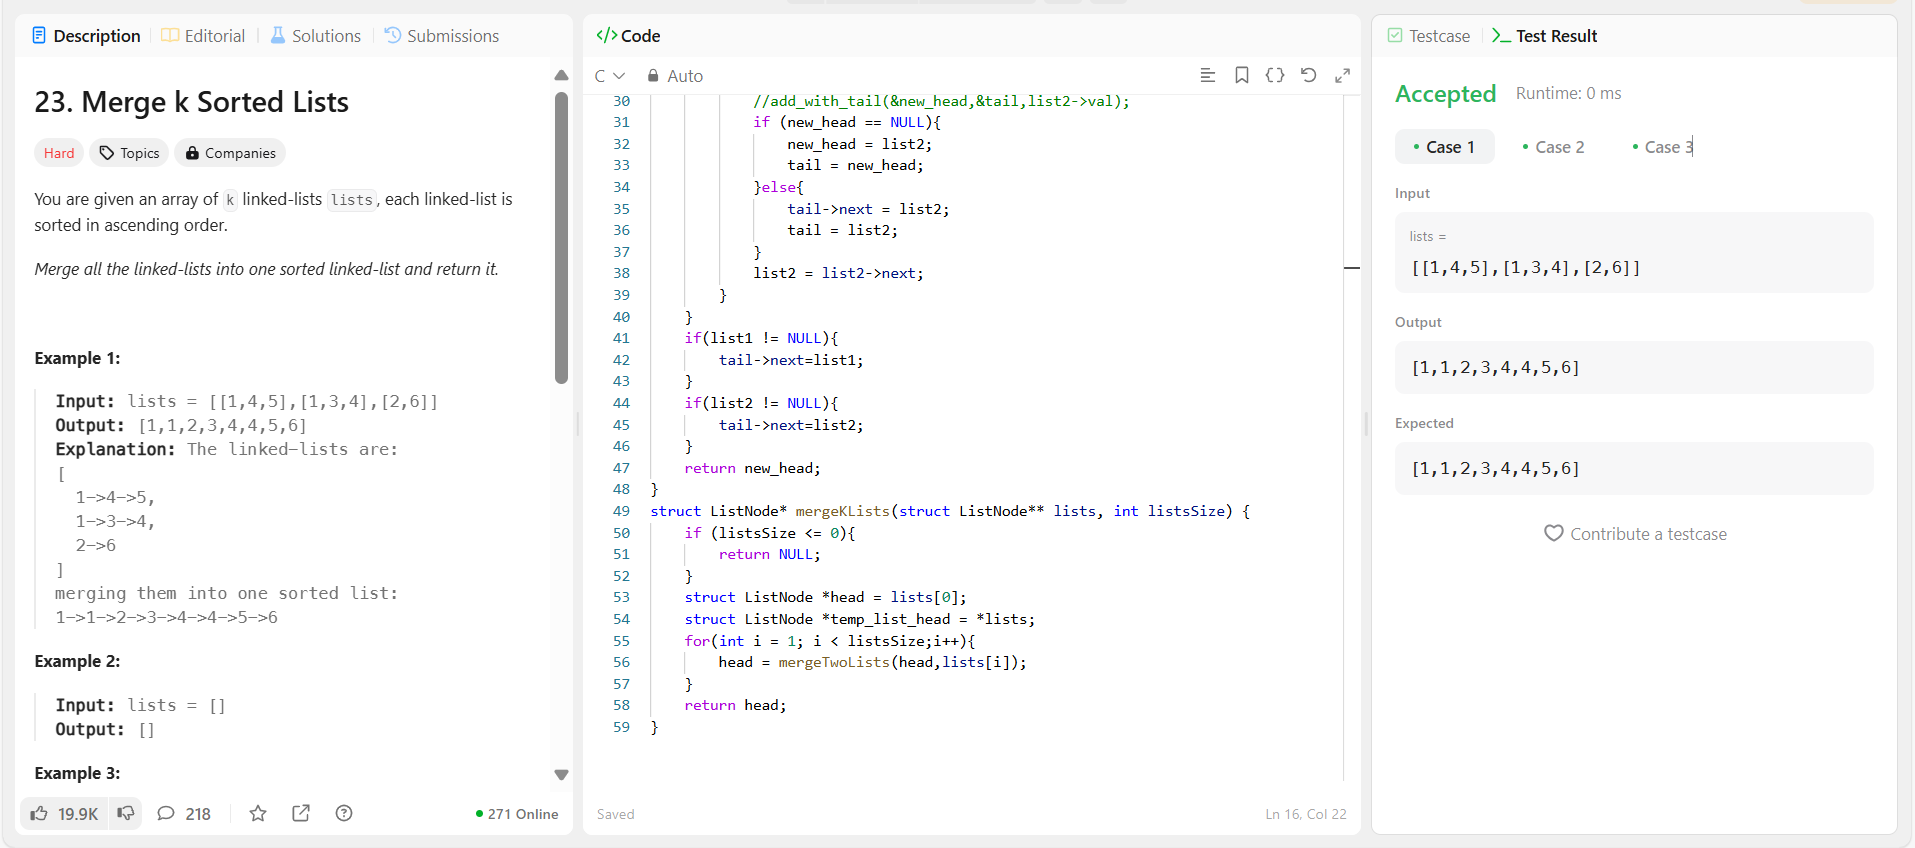 Description
Editorial
Solutions
Submissions
23. Merge k Sorted Lists
Hard
Topics
Companies
You are given an array of k linked-lists lists, each linked-list is
sorted in ascending order.
Merge all the linked-lists into one sorted linked-list and return it.
Example 1:
Input: lists = [[1,4,5],[1,3,4],[2,6]]
Output: [1,1,2,3,4,4,5,6]
Explanation: The linked-lists are:
[
1->4->5,
1->3->4,
2->6
]
merging them into one sorted list:
1->1->2->3->4->4->5->6
Example 2:
Input: lists = []
Output: []
Example 3:
19.9K
218
271 Online
Code
C
Auto
30 //add_with_tail(&new_head,&tail,list2->val);
31 if (new_head == NULL){
32 new_head = list2;
33 tail = new_head;
34 }else{
35 tail->next = list2;
36 tail = list2;
37 }
38 list2 = list2->next;
39 }
40 }
41 if(list1 != NULL){
42 tail->next=list1;
43 }
44 if(list2 != NULL){
45 tail->next=list2;
46 }
47 return new_head;
48 }
49 struct ListNode* mergeKLists(struct ListNode** lists, int listsSize) {
50 if (listsSize <= 0){
51 return NULL;
52 }
53 struct ListNode *head = lists[0];
54 struct ListNode *temp_list_head = *lists;
55 for(int i = 1; i < listsSize;i++){
56 head = mergeTwoLists(head,lists[i]);
57 }
58 return head;
59 }
Saved
Ln 16, Col 22
Testcase
Test Result
Accepted
Runtime: 0 ms
Case 1
Case 2
Case 3
Input
lists =
[[1,4,5],[1,3,4],[2,6]]
Output
[1,1,2,3,4,4,5,6]
Expected
[1,1,2,3,4,4,5,6]
Contribute a testcase